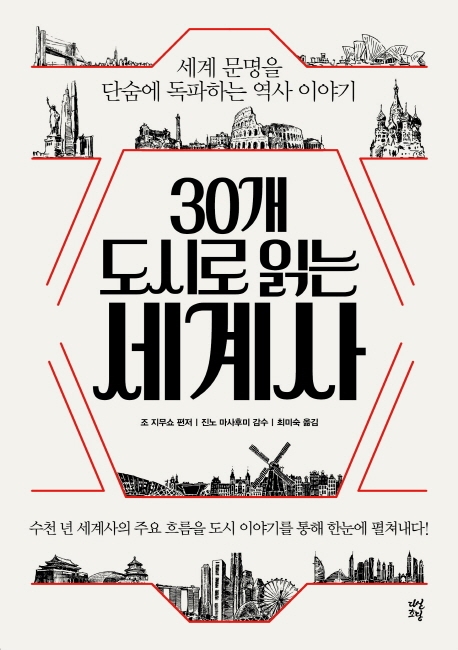 세계 문명을
단숨에 독파하는 역사 이야기
30개
도시로 읽는
세계사
조 지무쇼 편저 | 진노 마사후미 감수 | 최미숙 옮김
수천 년 세계사의 주요 흐름을 도시 이야기를 통해 한눈에 펼쳐내다!
다산
초당